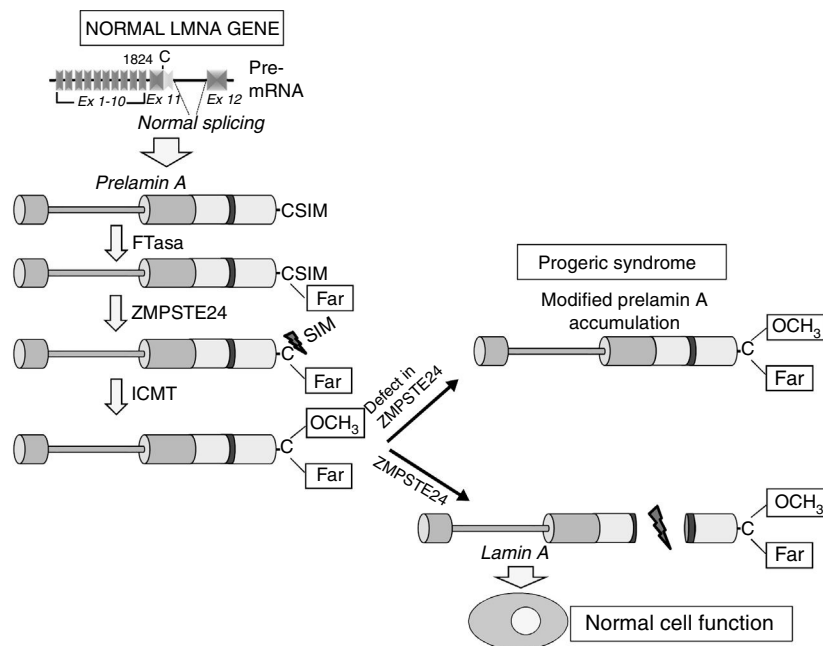 NORMAL LMNA GENE
1824 C
Pre-
mRNA
Ex 1-10 Ex 11 Ex 12
Normal splicing
Prelamin A
CSIM
FTasa
CSIM
Far
ZMPSTE24
SIM
C
Far
ICMT
OCH3
C
Far
Defect in
ZMPSTE24
ZMPSTE24
Progeric syndrome
Modified prelamin A
accumulation
OCH3
C
Far
OCH3
C
Far
Lamin A
Normal cell function